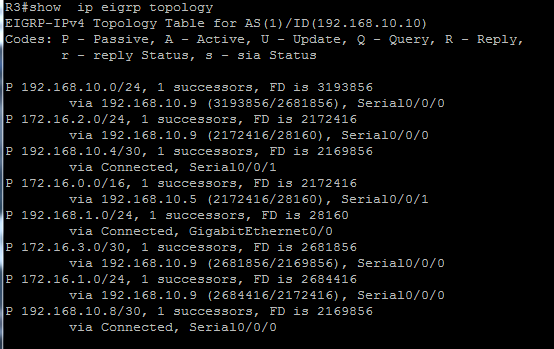 R3#show  ip eigrp topology
EIGRP-IPv4 Topology Table for AS(1)/ID(192.168.10.10)
Codes: P - Passive, A - Active, U - Update, Q - Query, R - Reply,
       r - reply Status, s - sia Status

P 192.168.10.0/24, 1 successors, FD is 3193856
        via 192.168.10.9 (3193856/2681856), Serial0/0/0
P 172.16.2.0/24, 1 successors, FD is 2172416
        via 192.168.10.9 (2172416/28160), Serial0/0/0
P 192.168.10.4/30, 1 successors, FD is 2169856
        via Connected, Serial0/0/1
P 172.16.0.0/16, 1 successors, FD is 2172416
        via 192.168.10.5 (2172416/28160), Serial0/0/1
P 192.168.1.0/24, 1 successors, FD is 28160
        via Connected, GigabitEthernet0/0
P 172.16.3.0/30, 1 successors, FD is 2681856
        via 192.168.10.9 (2681856/2169856), Serial0/0/0
P 172.16.1.0/24, 1 successors, FD is 2684416
        via 192.168.10.9 (2684416/2172416), Serial0/0/0
P 192.168.10.8/30, 1 successors, FD is 2169856
        via Connected, Serial0/0/0